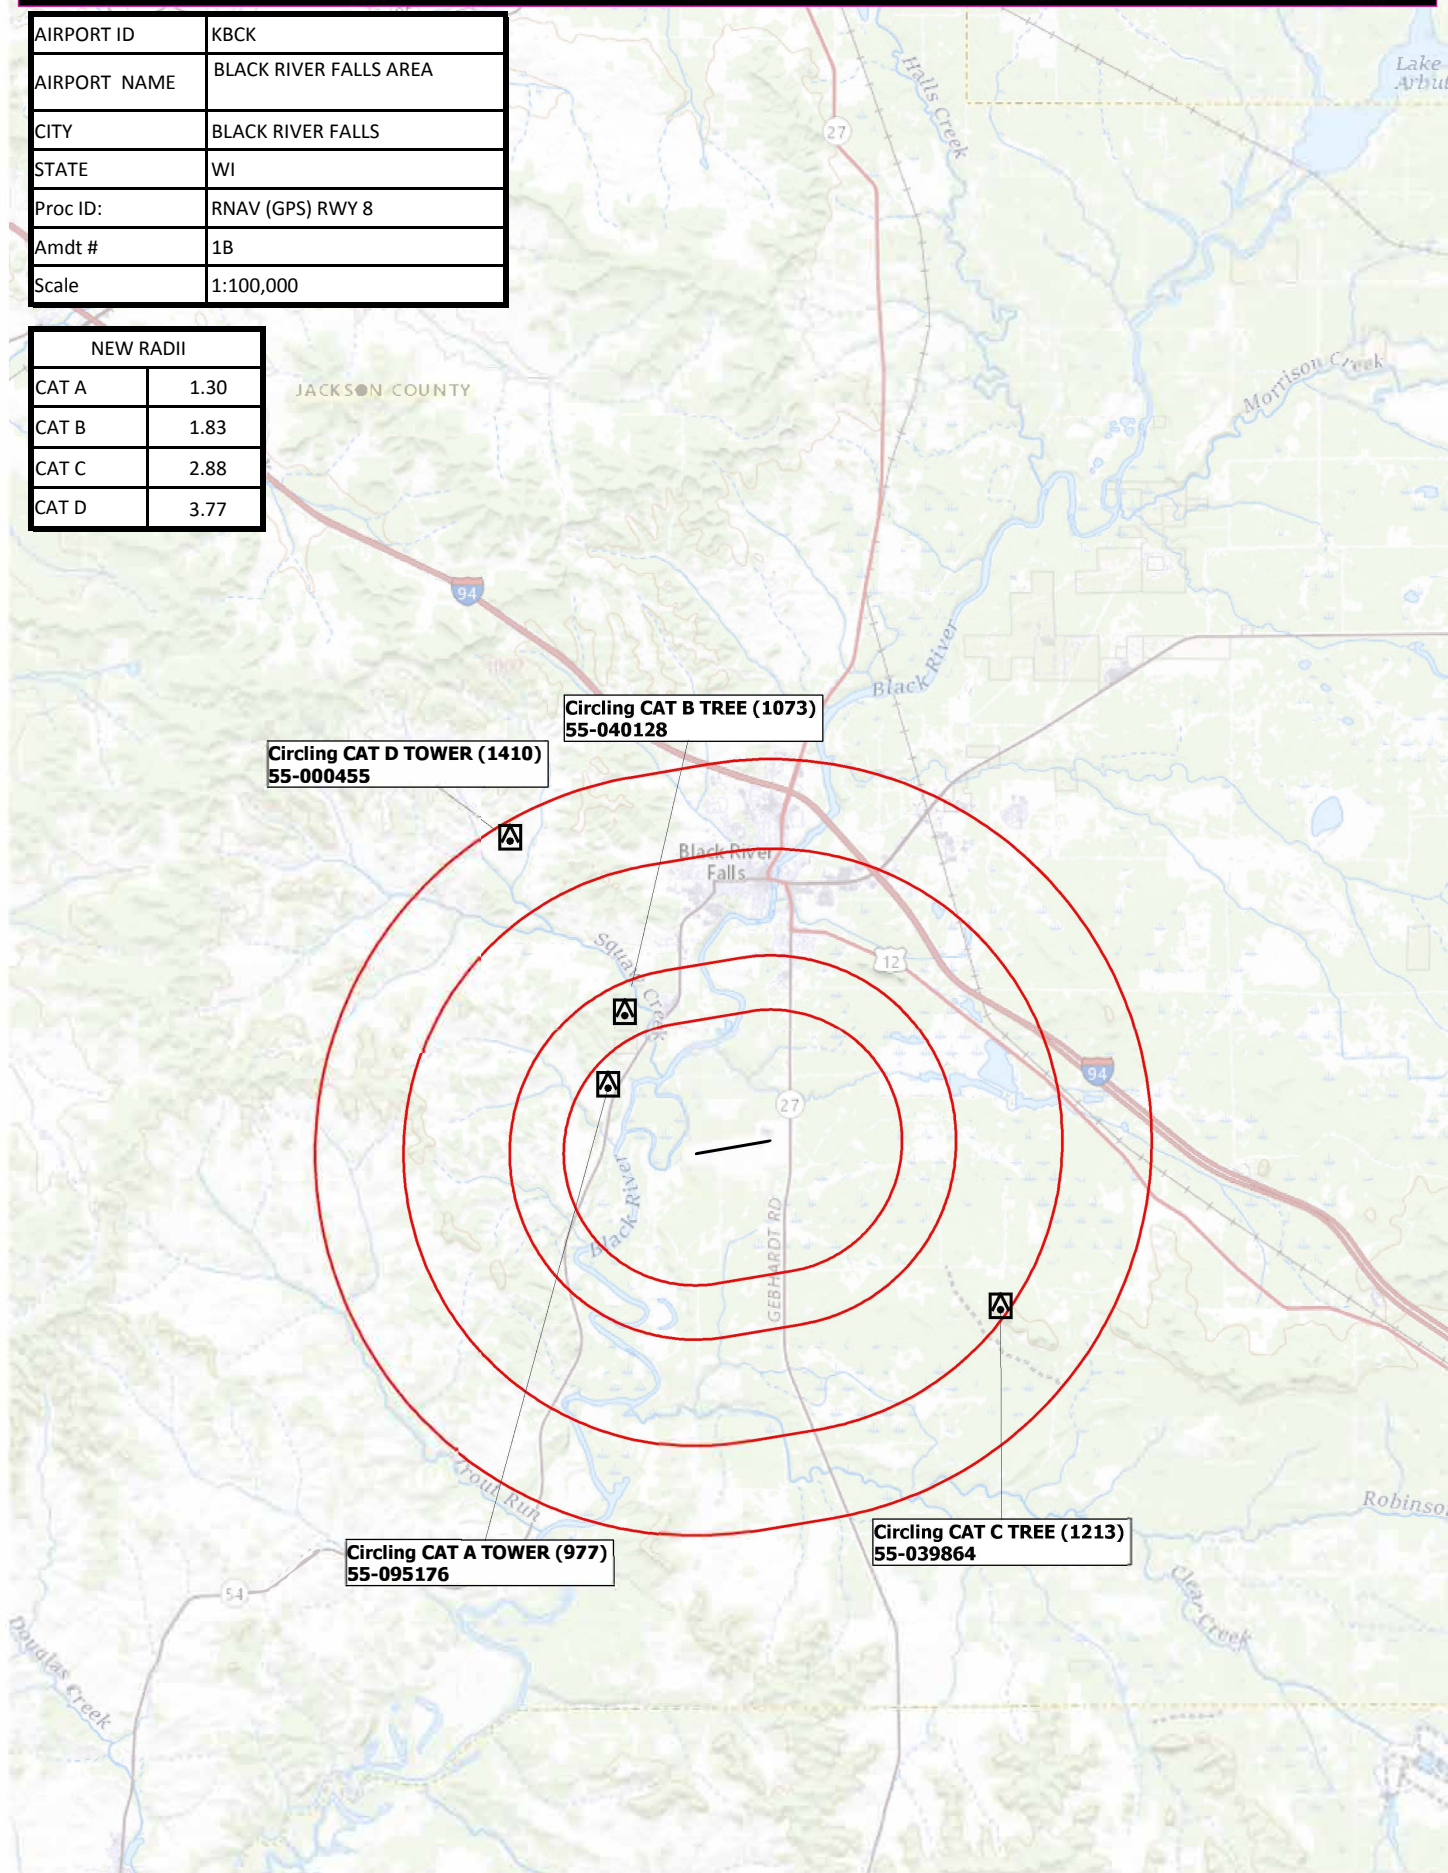 AIRPORT ID KBCK
AIRPORT NAME BLACK RIVER FALLS AREA
CITY BLACK RIVER FALLS
STATE WI
Proc ID: RNAV (GPS) RWY 8
Amdt # 1B
Scale 1:100,000
NEW RADII
CAT A 1.30
CAT B 1.83
CAT C 2.88
CAT D 3.77
Halls Creek
Lake
Arbut
27
JACKSON COUNTY
Morrison Creek
94
1000
Black River
Circling CAT B TREE (1073)
55-040128
Circling CAT D TOWER (1410)
55-000455
Black River
Falls
Squaw Creek
12
94
27
Black River
GEBHARDT RD
Trout Run
Robinso
Circling CAT C TREE (1213)
55-039864
Circling CAT A TOWER (977)
55-095176
54
Clear Creek
Douglas Creek